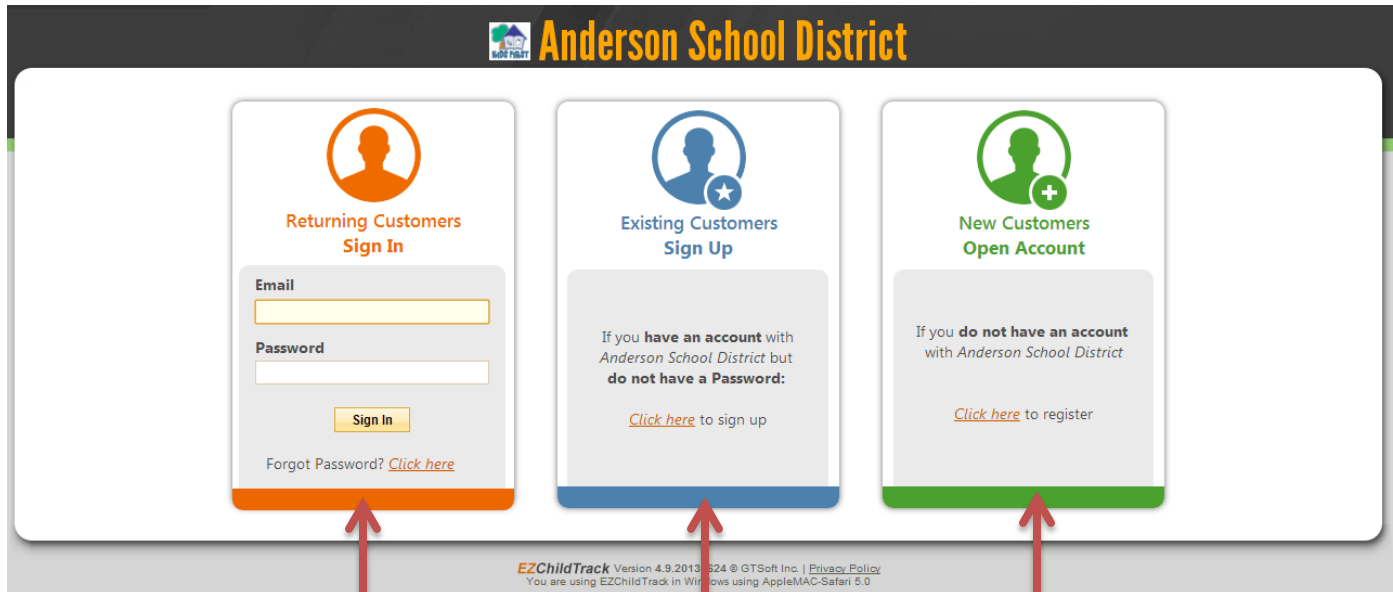 KIDS FIRST
Anderson School District
Returning Customers
Sign In
Email
Password
Sign In
Forgot Password? Click here
Existing Customers
Sign Up
If you have an account with
Anderson School District but
do not have a Password:
Click here to sign up
New Customers
Open Account
If you do not have an account
with Anderson School District
Click here to register
EZChildTrack Version 4.9.2013 624 © GTSoft Inc. | Privacy Policy
You are using EZChildTrack in using AppleMAC-Safari 5.0